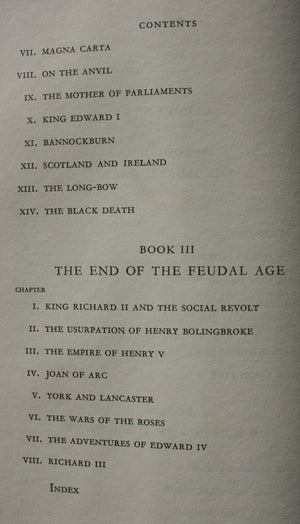 CONTENTS
VII. MAGNA CARTA
VIII. ON THE ANVIL
IX. THE MOTHER OF PARLIAMENTS
X. KING EDWARD I
XI. BANNOCKBURN
XII. SCOTLAND AND IRELAND
XIII. THE LONG-BOW
XIV. THE BLACK DEATH
BOOK III
THE END OF THE FEUDAL AGE
CHAPTER
I. KING RICHARD II AND THE SOCIAL REVOLT
II. THE USURPATION OF HENRY BOLINGBROKE
III. THE EMPIRE OF HENRY V
IV. JOAN OF ARC
V. YORK AND LANCASTER
VI. THE WARS OF THE ROSES
VII. THE ADVENTURES OF EDWARD IV
VIII. RICHARD III
INDEX